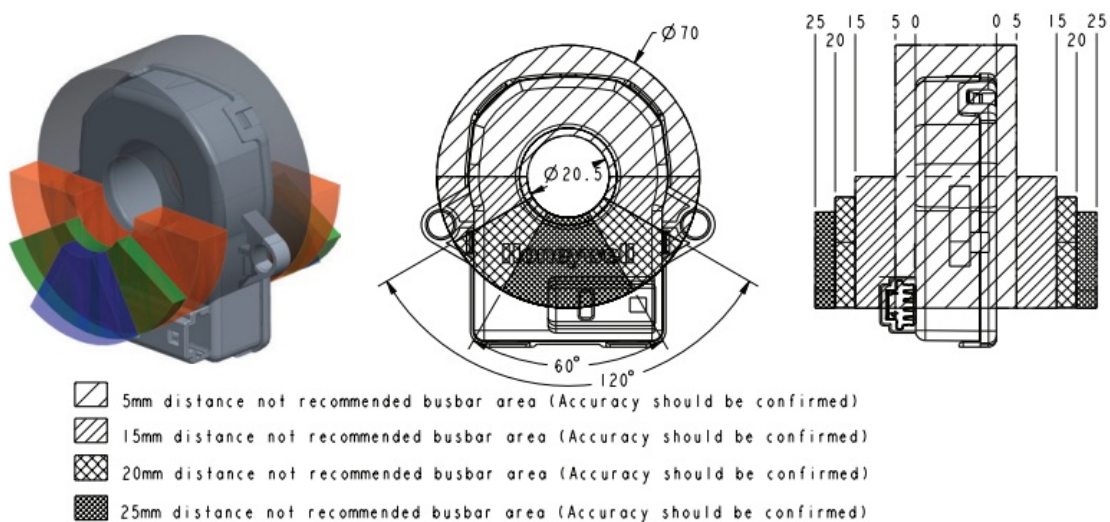 25 20 15 5 0 0 5 15 20 25
Ø70
Ø20.5
Honeywell
60°
120°
5mm distance not recommended busbar area (Accuracy should be confirmed)
15mm distance not recommended busbar area (Accuracy should be confirmed)
20mm distance not recommended busbar area (Accuracy should be confirmed)
25mm distance not recommended busbar area (Accuracy should be confirmed)